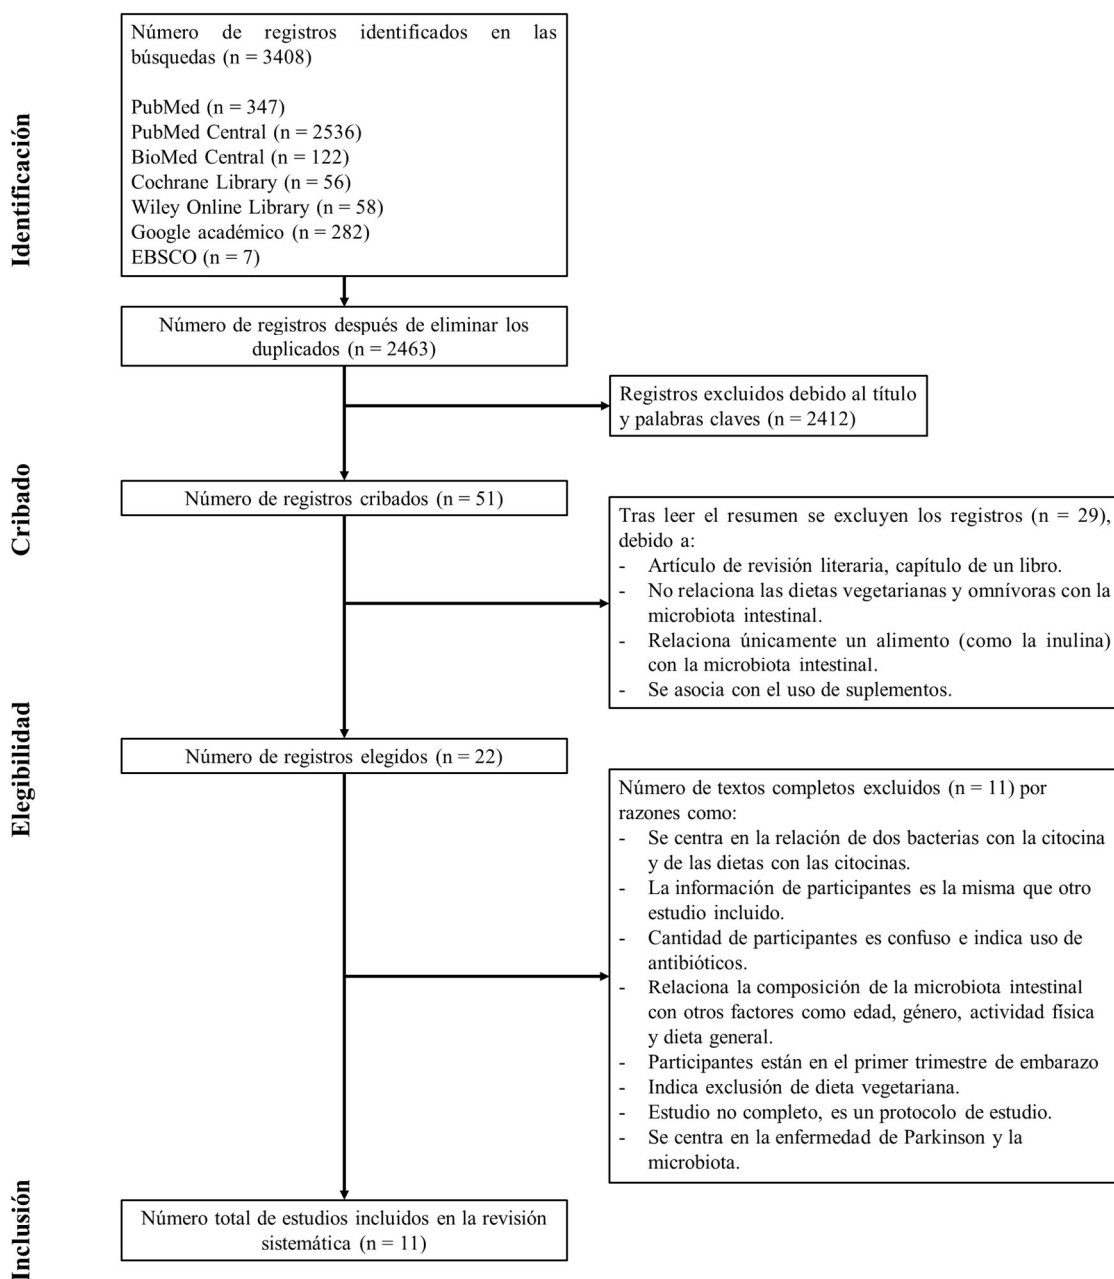 Identificación
Número de registros identificados en las
búsquedas (n = 3408)
PubMed (n = 347)
PubMed Central (n = 2536)
BioMed Central (n = 122)
Cochrane Library (n = 56)
Wiley Online Library (n = 58)
Google académico (n = 282)
EBSCO (n = 7)
Número de registros después de eliminar los
duplicados (n = 2463)
Registros excluidos debido al título
y palabras claves (n = 2412)
Cribado
Número de registros cribados (n = 51)
Tras leer el resumen se excluyen los registros (n = 29),
debido a:
- Artículo de revisión literaria, capítulo de un libro.
- No relaciona las dietas vegetarianas y omnívoras con la
microbiota intestinal.
- Relaciona únicamente un alimento (como la inulina)
con la microbiota intestinal.
- Se asocia con el uso de suplementos.
Elegibilidad
Número de registros elegidos (n = 22)
Número de textos completos excluidos (n = 11) por
razones como:
- Se centra en la relación de dos bacterias con la citocina
y de las dietas con las citocinas.
- La información de participantes es la misma que otro
estudio incluido.
- Cantidad de participantes es confuso e indica uso de
antibióticos.
- Relaciona la composición de la microbiota intestinal
con otros factores como edad, género, actividad física
y dieta general.
- Participantes están en el primer trimestre de embarazo
- Indica exclusión de dieta vegetariana.
- Estudio no completo, es un protocolo de estudio.
- Se centra en la enfermedad de Parkinson y la
microbiota.
Inclusión
Número total de estudios incluidos en la revisión
sistemática (n = 11)